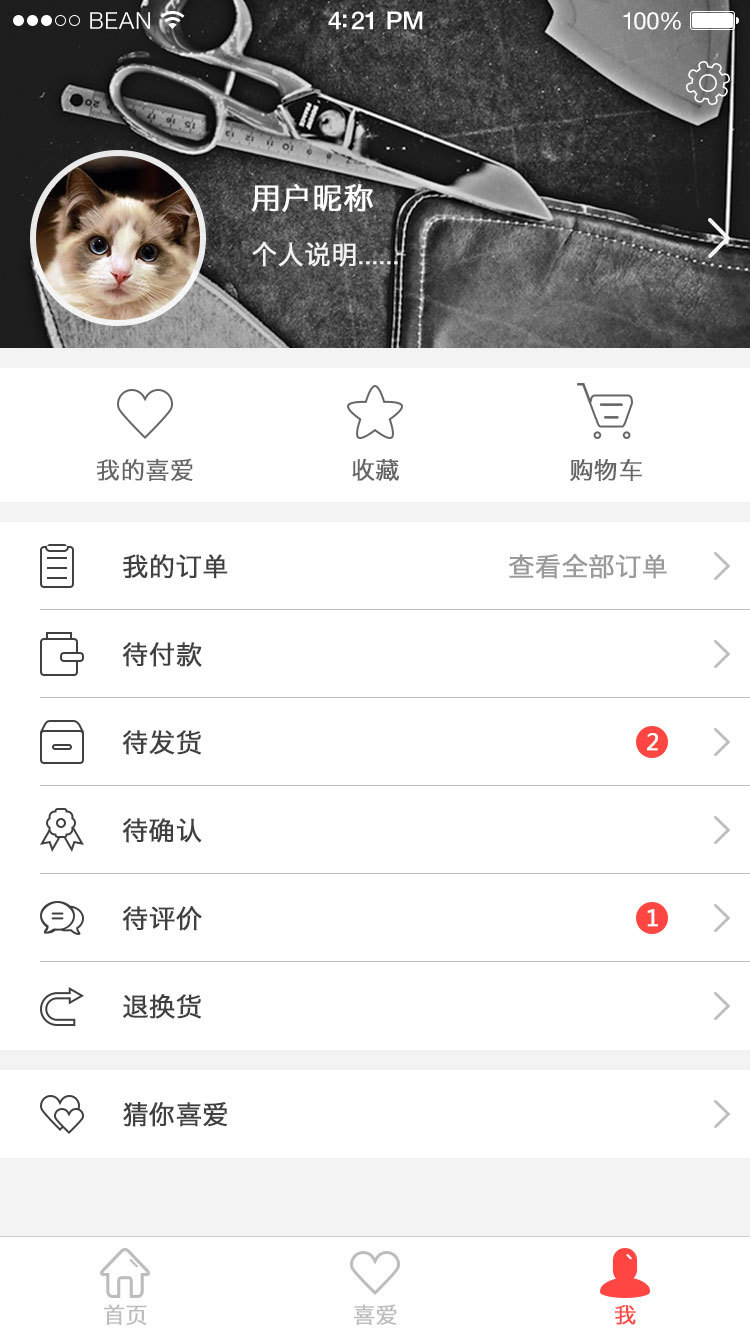 BEAN 4:21 PM 100%
用户昵称
个人说明......
我的喜爱 收藏 购物车
我的订单 查看全部订单
待付款
待发货 2
待确认
待评价 1
退换货
猜你喜爱
首页 喜爱 我